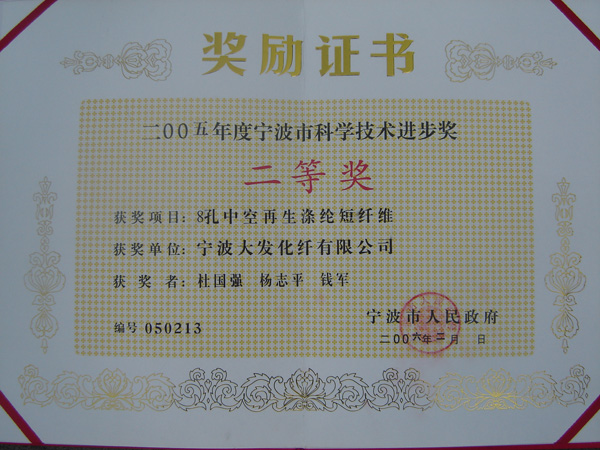 奖励证书
二00五年度宁波市科学技术进步奖
二等奖
获奖项目：8孔中空再生涤纶短纤维
获奖单位：宁波大发化纤有限公司
获奖者：杜国强 杨志平 钱军
宁波市人民政府
编号 050213
二00六年二月 日